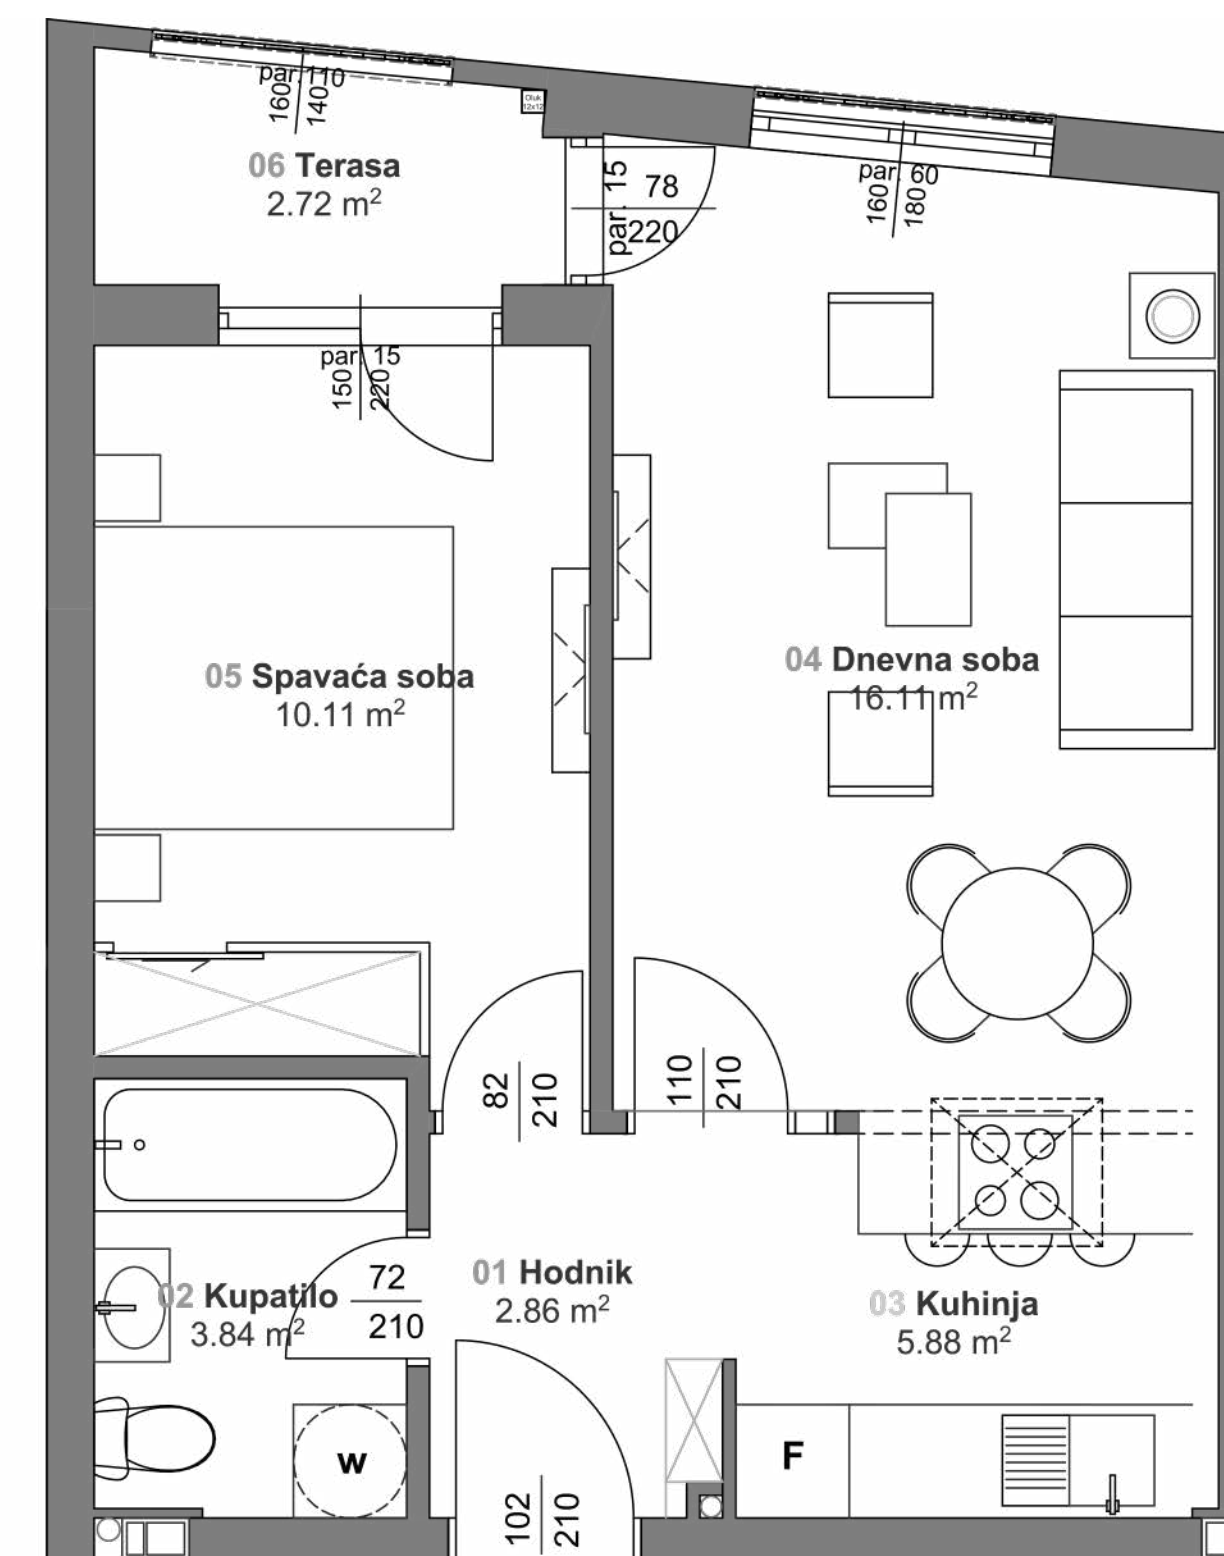 par. 110
160
140
Oluk
12x12
06 Terasa
2.72 m²
par. 15
78
220
par. 60
160
180
par. 15
150
220
04 Dnevna soba
16.11 m²
05 Spavaća soba
10.11 m²
82
210
110
210
72
210
01 Hodnik
2.86 m²
02 Kupatilo
3.84 m²
03 Kuhinja
5.88 m²
W
F
102
210